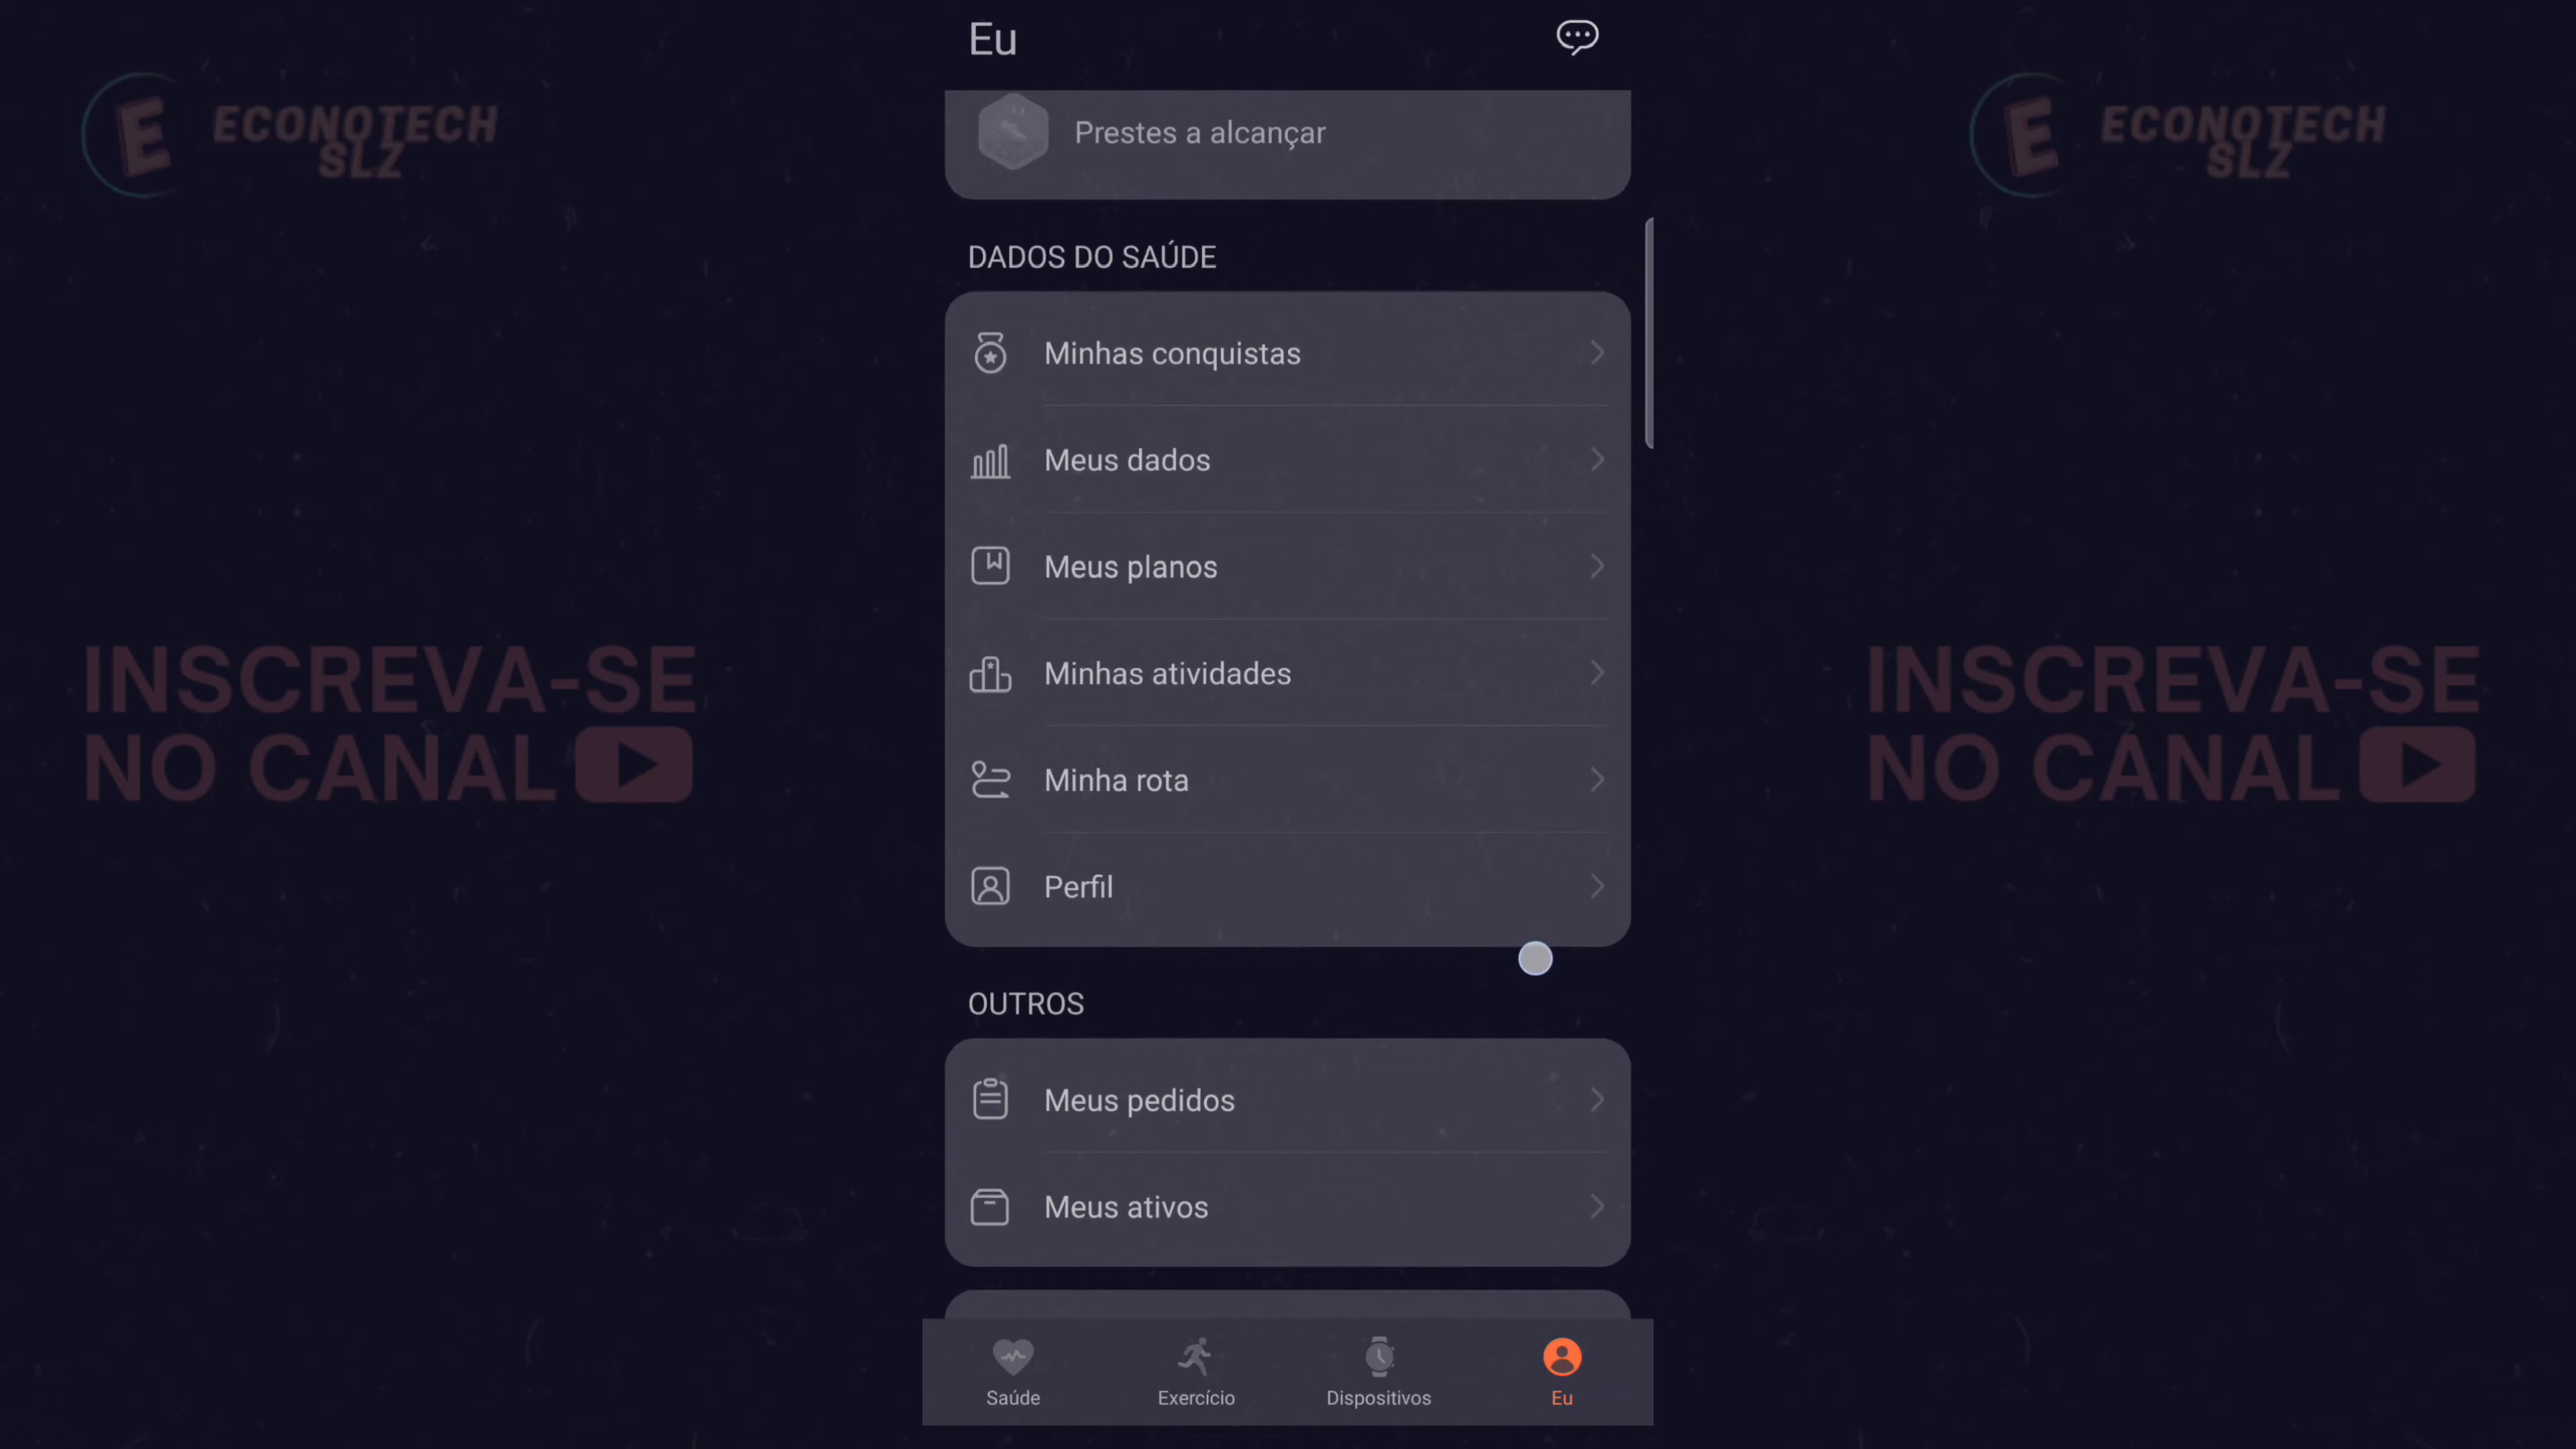 Eu
Prestes a alcançar
DADOS DO SAÚDE
Minhas conquistas
Meus dados
Meus planos
Minhas atividades
Minha rota
Perfil
OUTROS
Meus pedidos
Meus ativos
Saúde
Exercício
Dispositivos
Eu
E
ECONOTECH
SLZ
INSCREVA-SE
NO CANAL
E
ECONOTECH
SLZ
INSCREVA-SE
NO CANAL